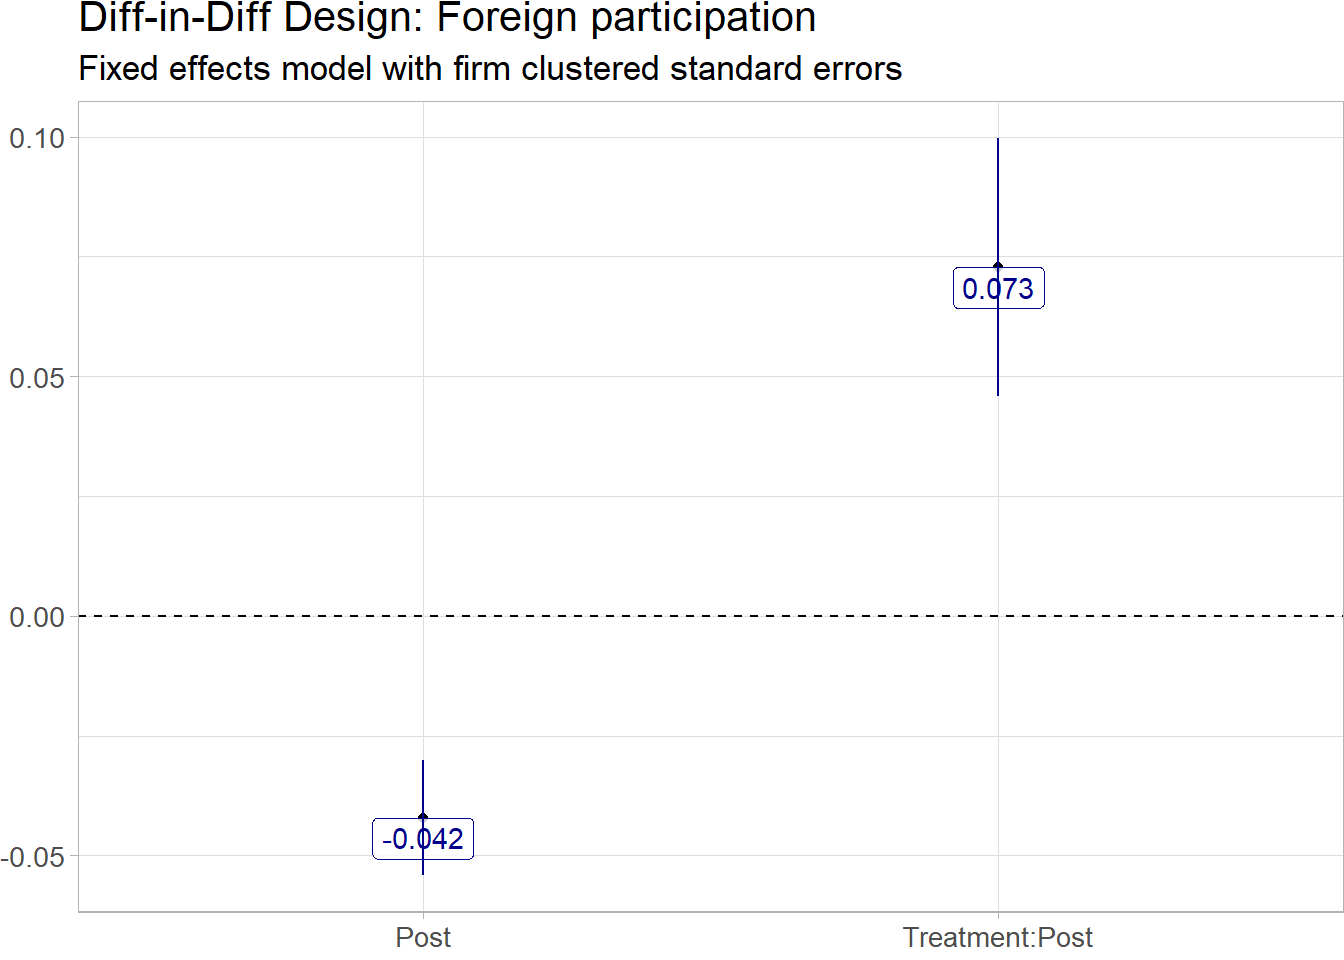 Diff-in-Diff Design: Foreign participation
Fixed effects model with firm clustered standard errors
0.10
0.073
0.05
0.00
-0.042
-0.05
Post
Treatment:Post